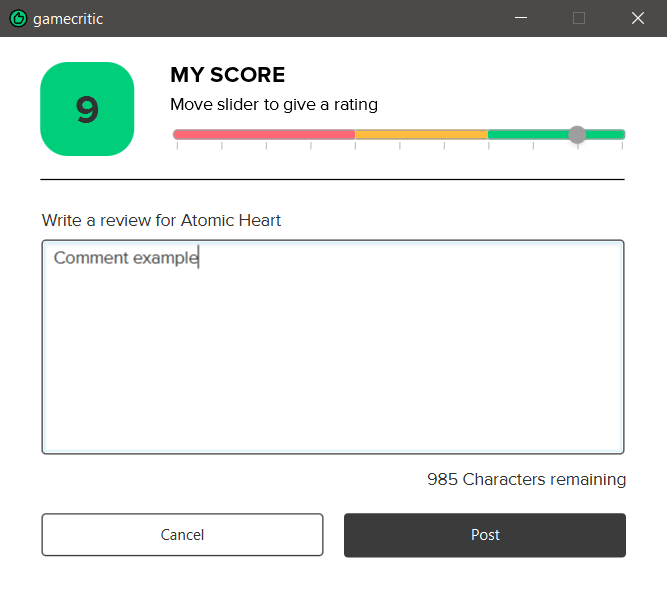 gamecritic
9
MY SCORE
Move slider to give a rating
Write a review for Atomic Heart
Comment example
985 Characters remaining
Cancel
Post